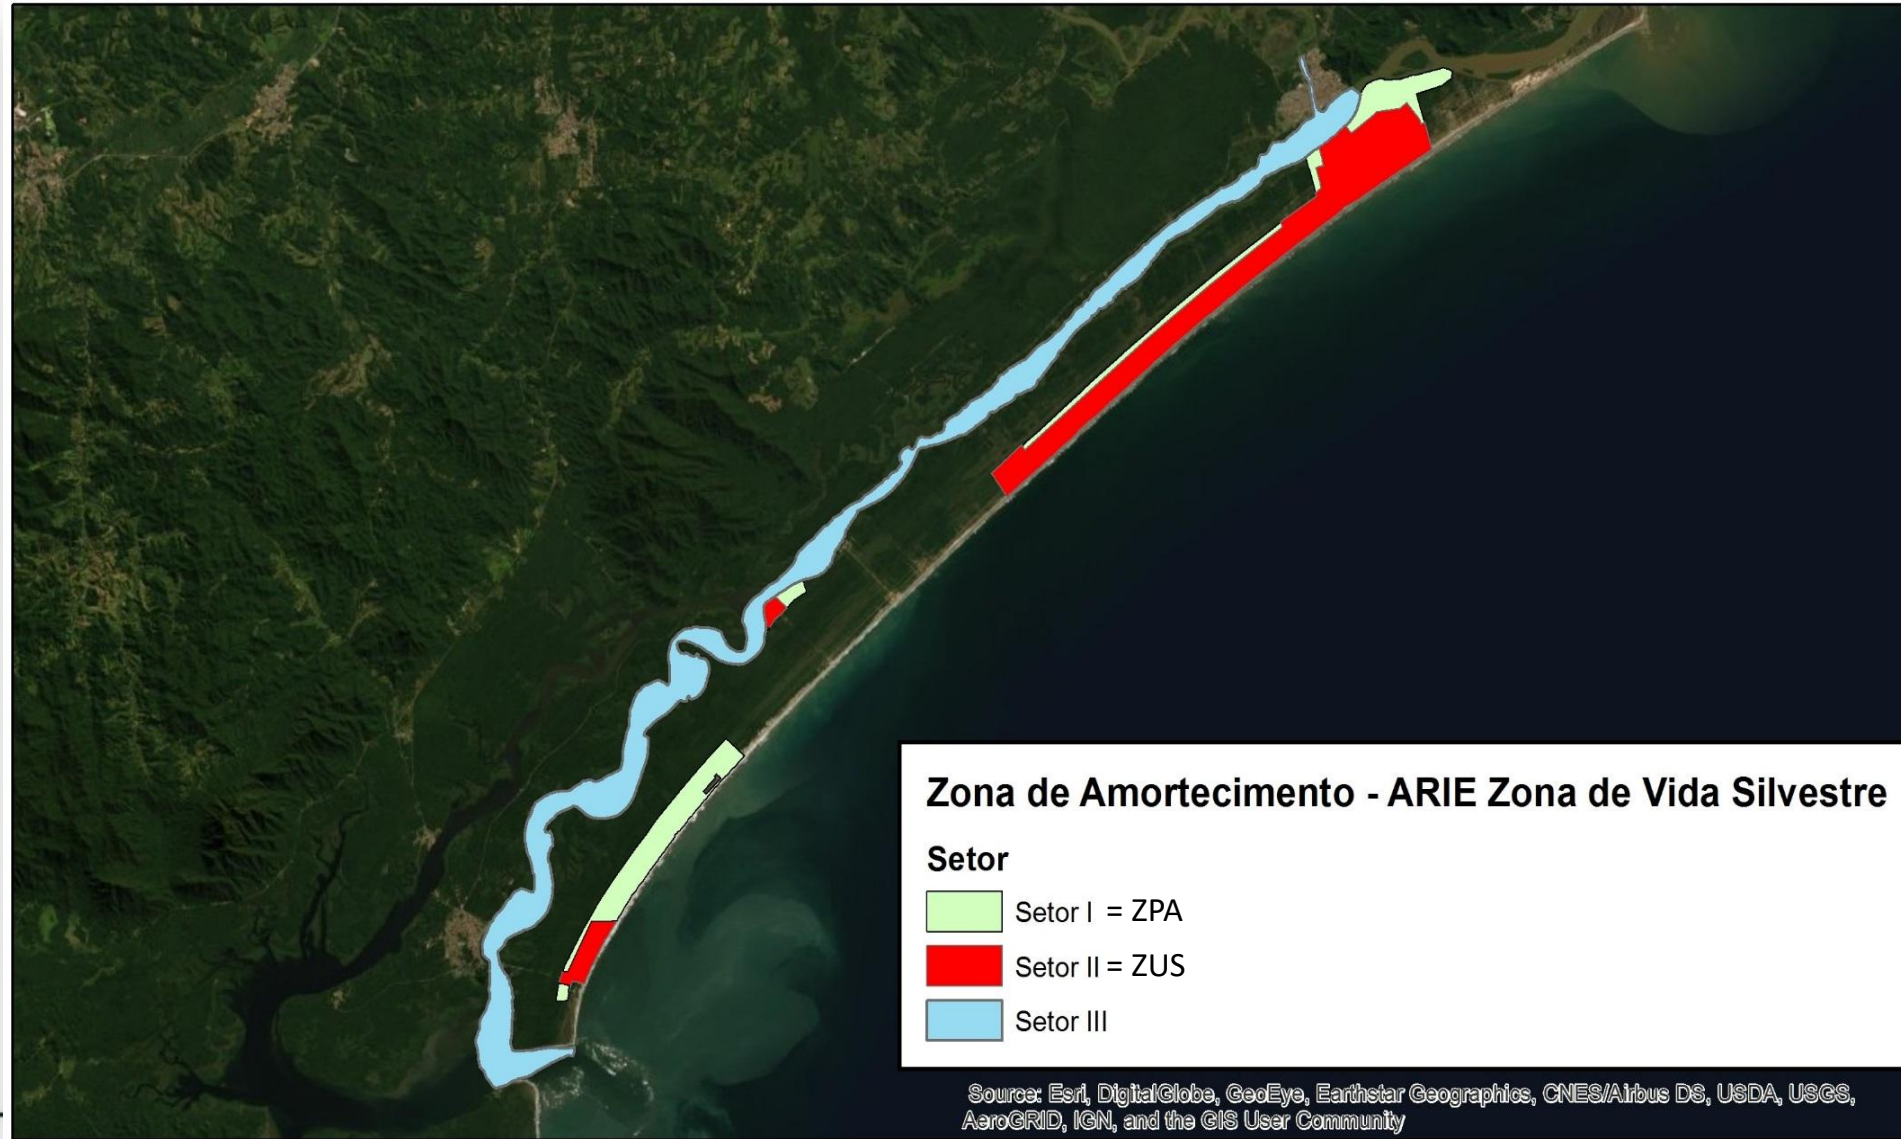 Zona de Amortecimento - ARIE Zona de Vida Silvestre
Setor
Setor I = ZPA
Setor II = ZUS
Setor III
Source: Esri, DigitalGlobe, GeoEye, Earthstar Geographics, CNES/Airbus DS, USDA, USGS,
AeroGRID, IGN, and the GIS User Community